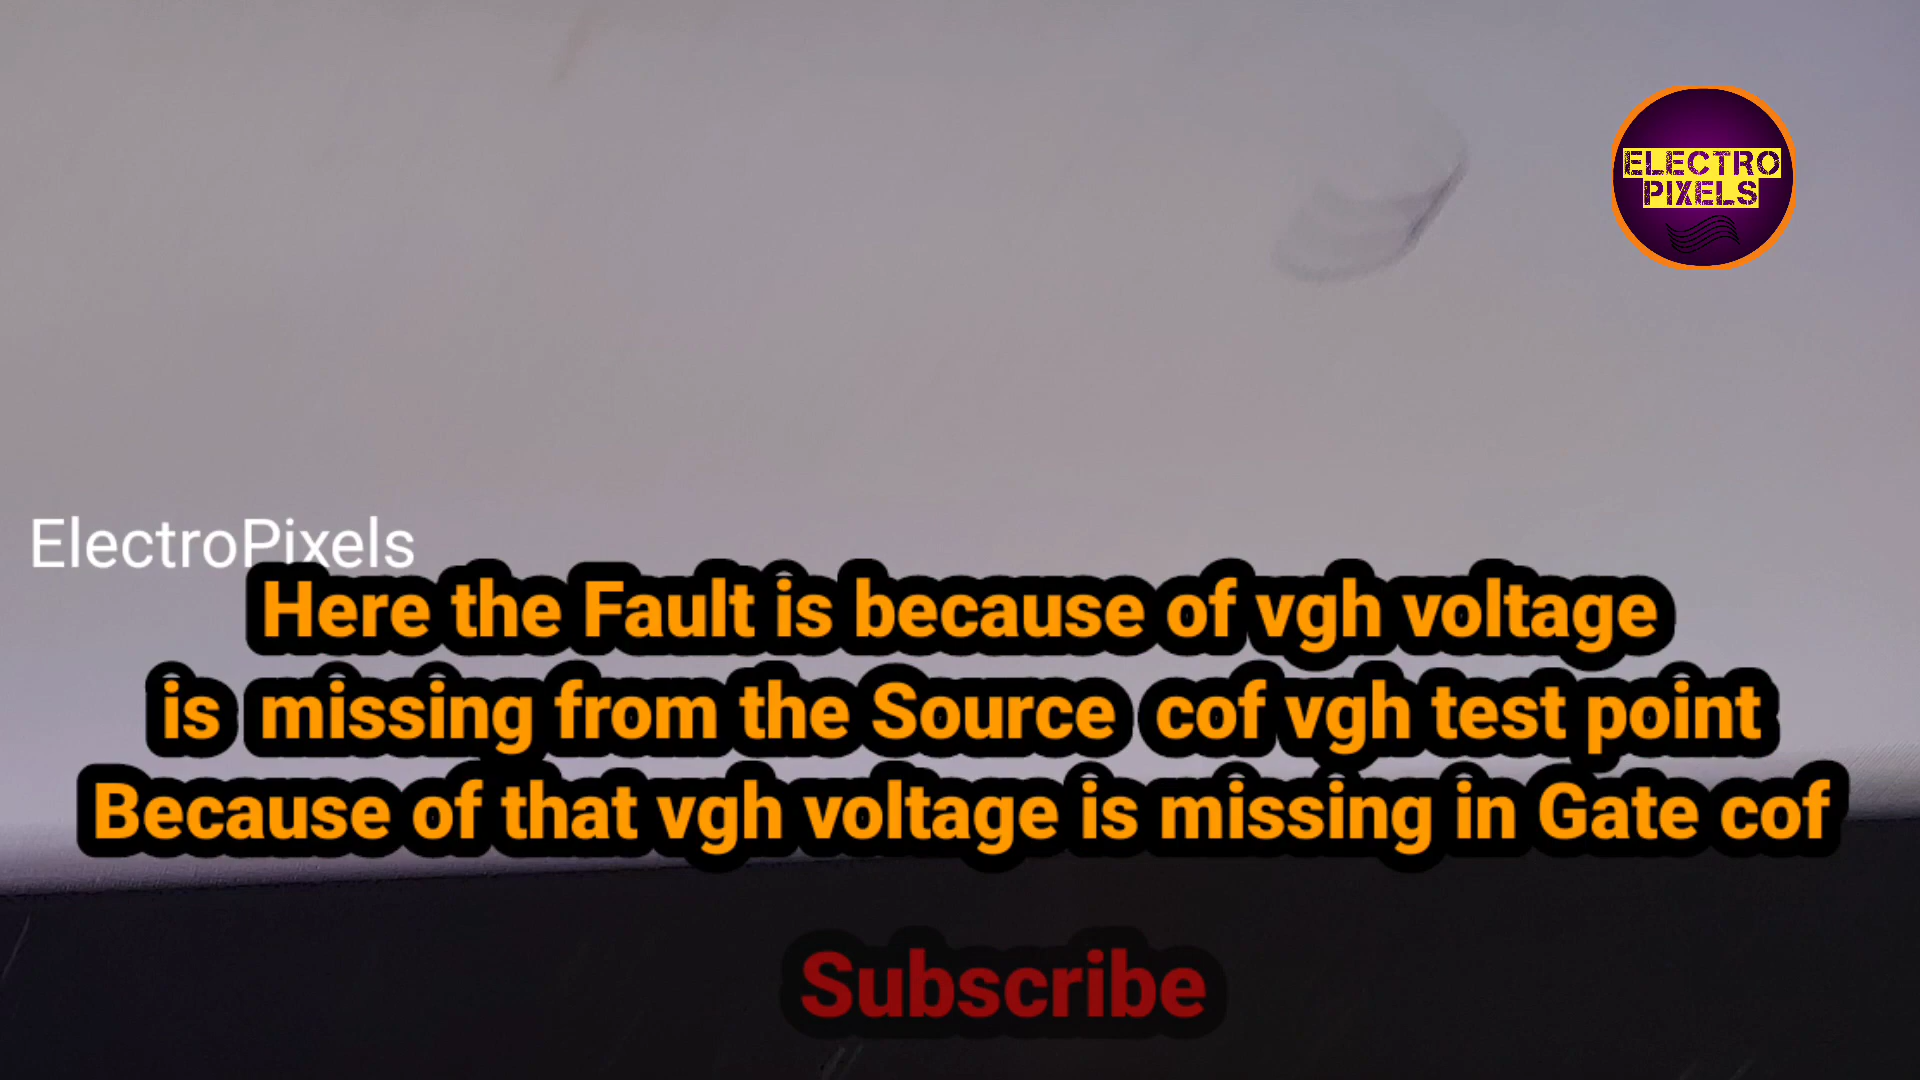 ELECTRO
PIXELS
ElectroPixels
Here the Fault is because of vgh voltage
is missing from the Source cof vgh test point
Because of that vgh voltage is missing in Gate cof
Subscribe